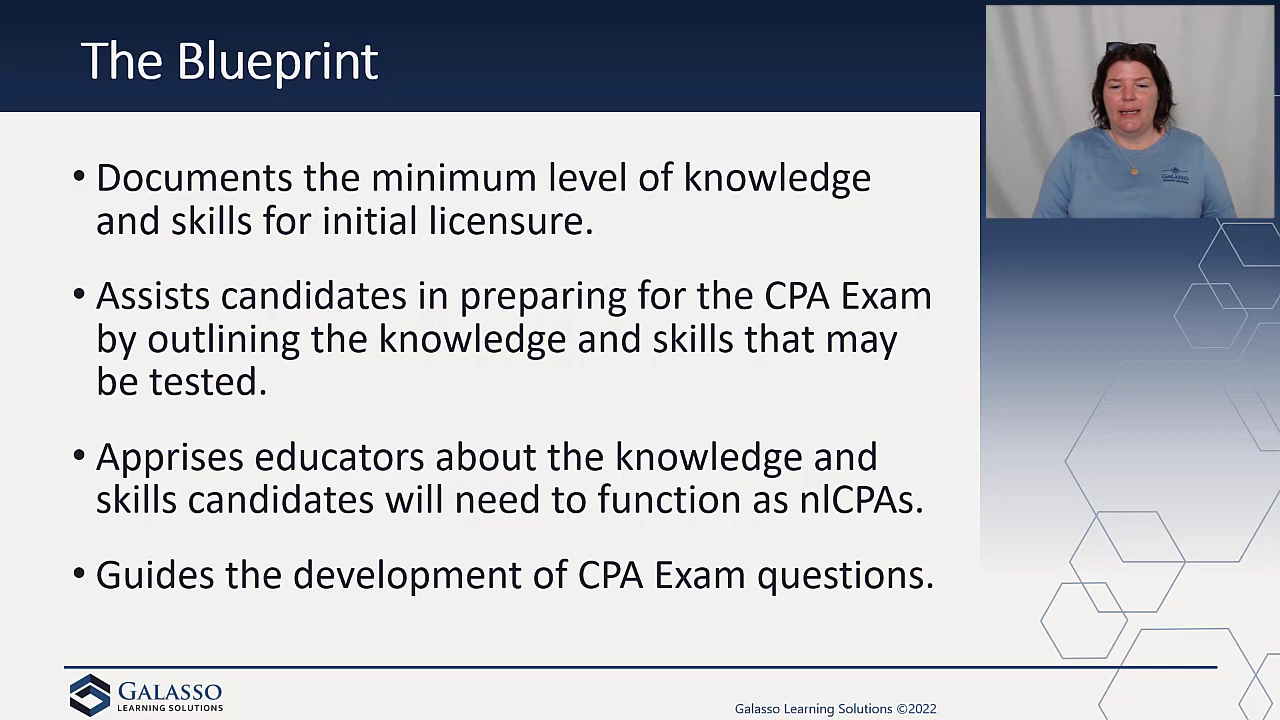 The Blueprint
• Documents the minimum level of knowledge
and skills for initial licensure.
• Assists candidates in preparing for the CPA Exam
by outlining the knowledge and skills that may
be tested.
• Apprises educators about the knowledge and
skills candidates will need to function as nlCPAs.
• Guides the development of CPA Exam questions.
GALASSO
LEARNING SOLUTIONS
Galasso Learning Solutions ©2022
GALASSO